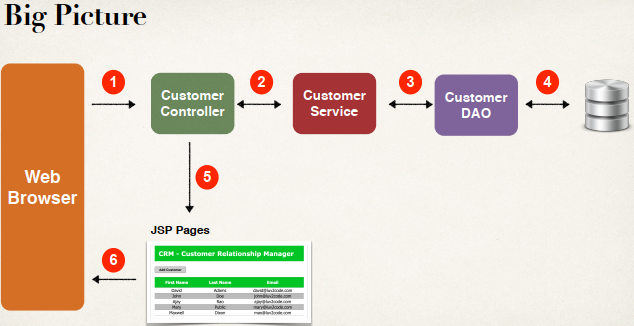 Big Picture
1
2
3
4
Customer
Controller
Customer
Service
Customer
DAO
Web
Browser
5
JSP Pages
6
CRM - Customer Relationship Manager
Add Customer
First Name Last Name Email
David Adams david@luv2code.com
John Doe john@luv2code.com
Ajay Rao ajay@luv2code.com
Mary Public mary@luv2code.com
Maxwell Dixon max@luv2code.com